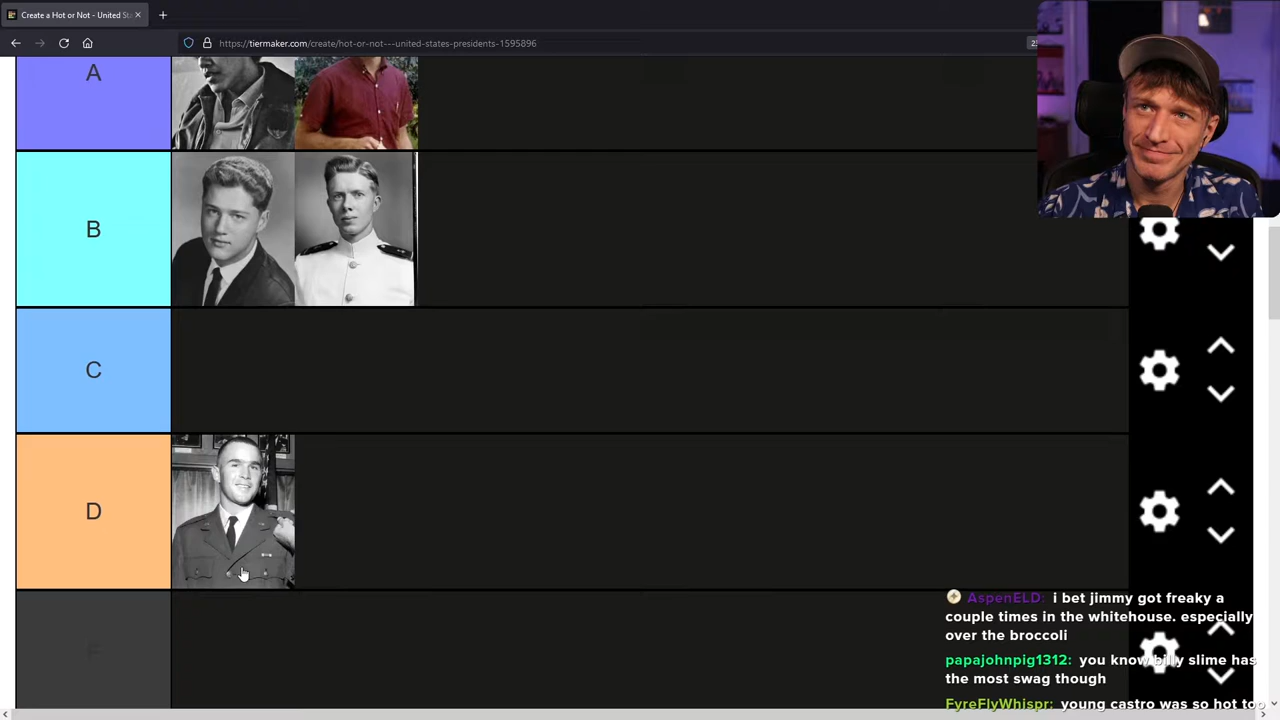 Create a Hot or Not - United St
https://tiermaker.com/create/hot-or-not---united-states-presidents-1595896
A
B
C
D
F
AspenELD: i bet jimmy got freaky a
couple times in the whitehouse. especially
over the broccoli
papajohnpig1312: you know billy slime has
the most swag though
FyreFlyWhispr: young castro was so hot too